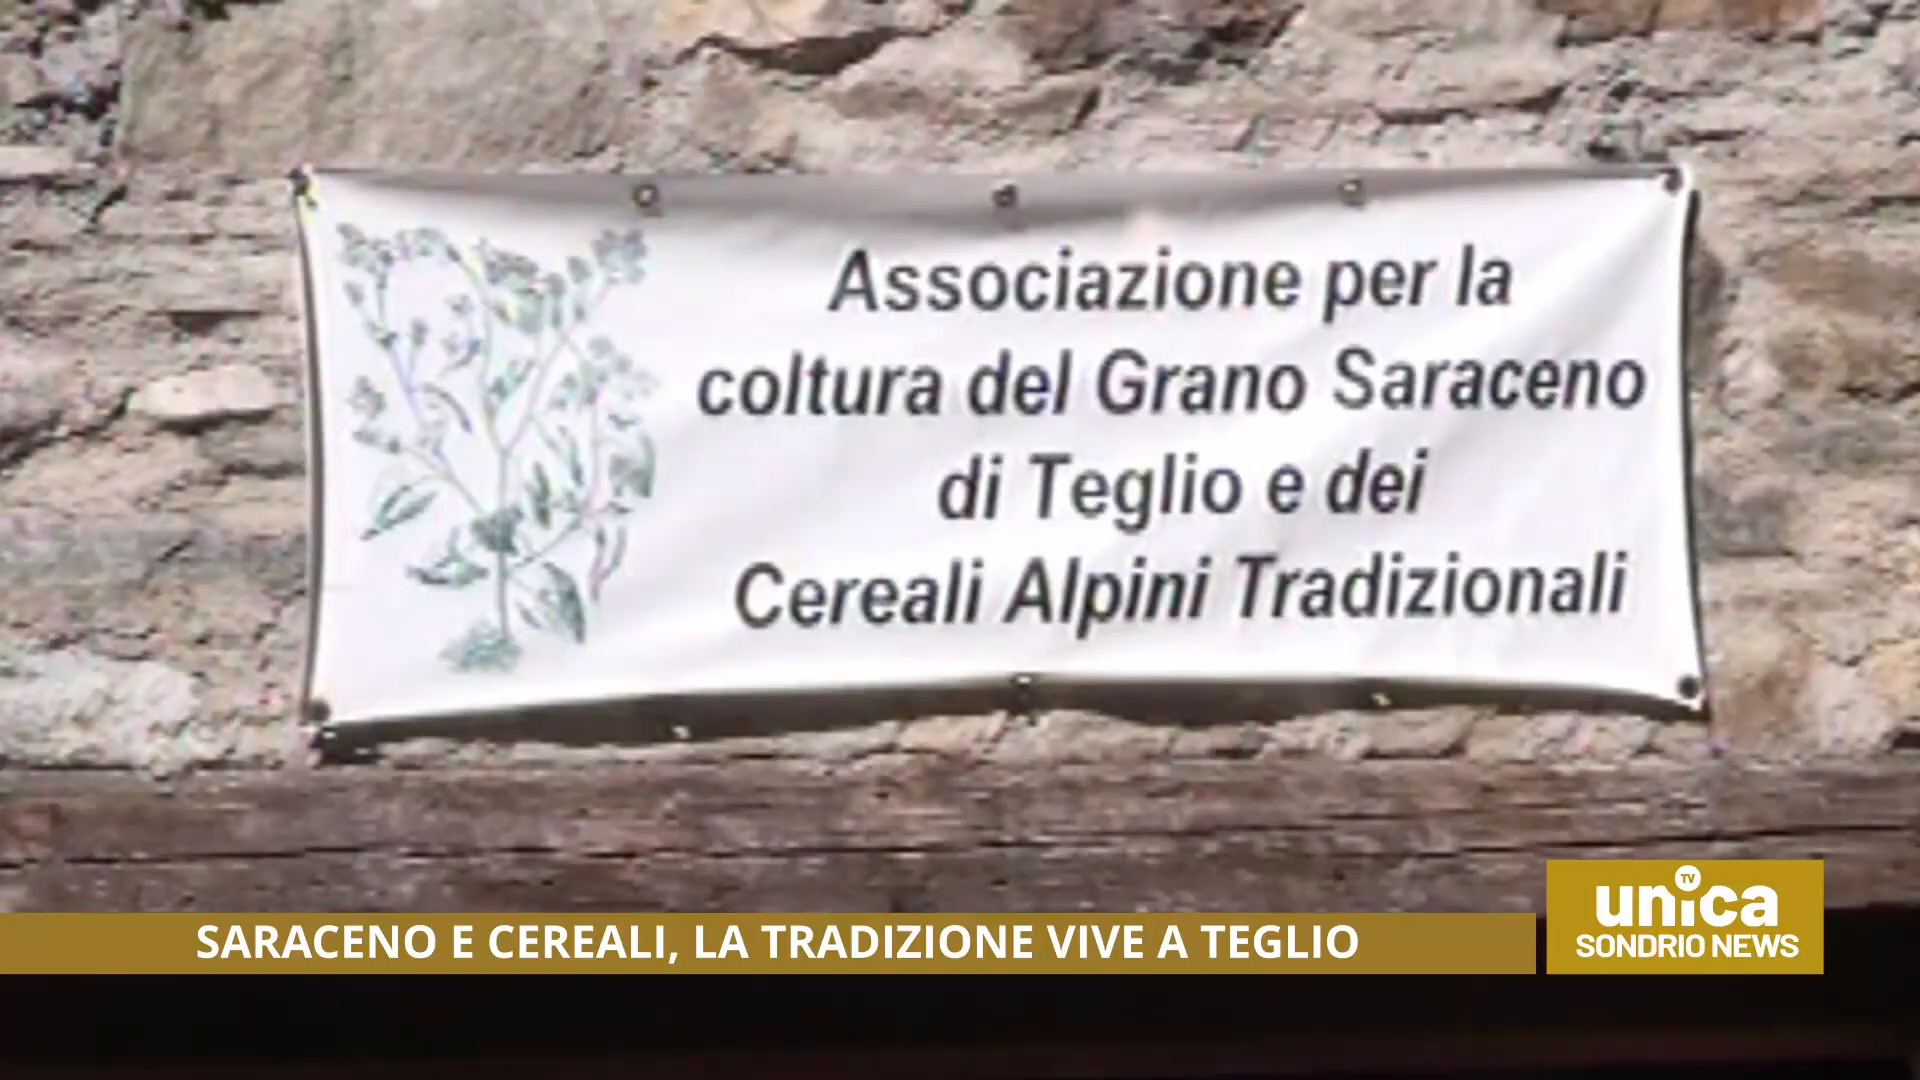 Associazione per la
coltura del Grano Saraceno
di Teglio e dei
Cereali Alpini Tradizionali
SARACENO E CEREALI, LA TRADIZIONE VIVE A TEGLIO
TV
unica
SONDRIO NEWS